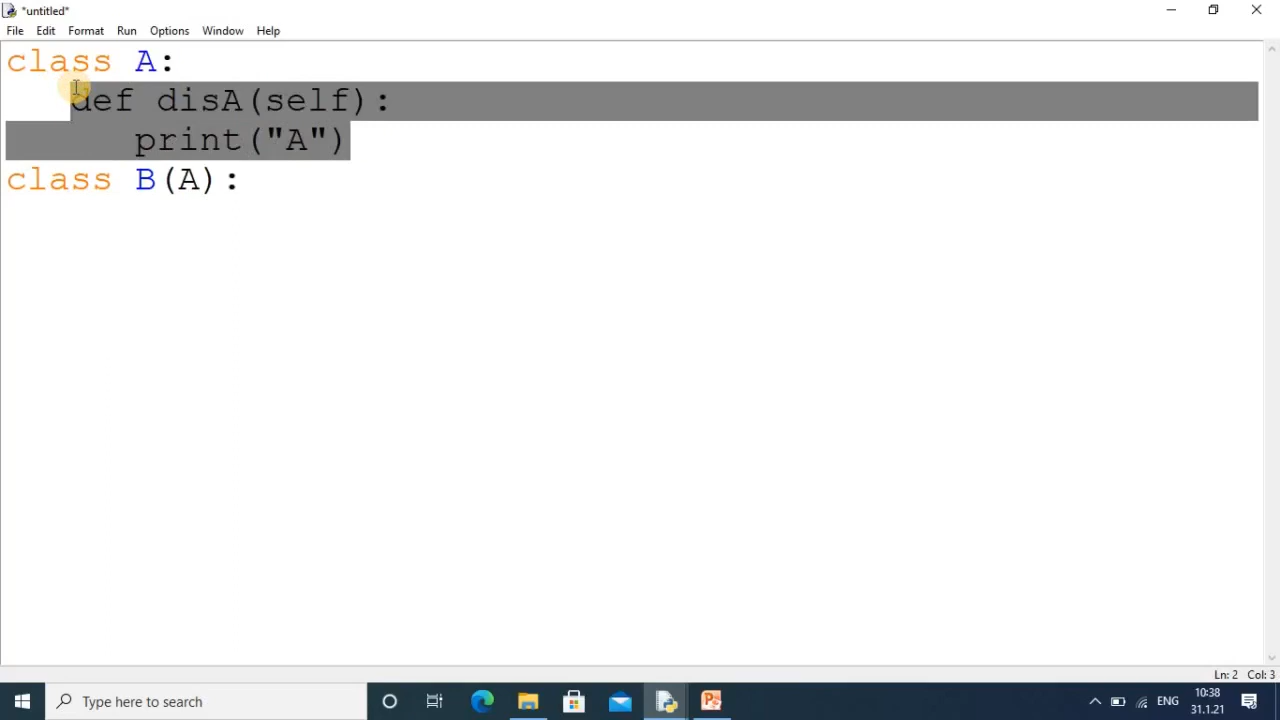 *untitled*
File Edit Format Run Options Window Help
class A:
   def disA(self):
      print("A")
class B(A):
Ln: 2 Col: 3
Type here to search
ENG
10:38
31.1.21